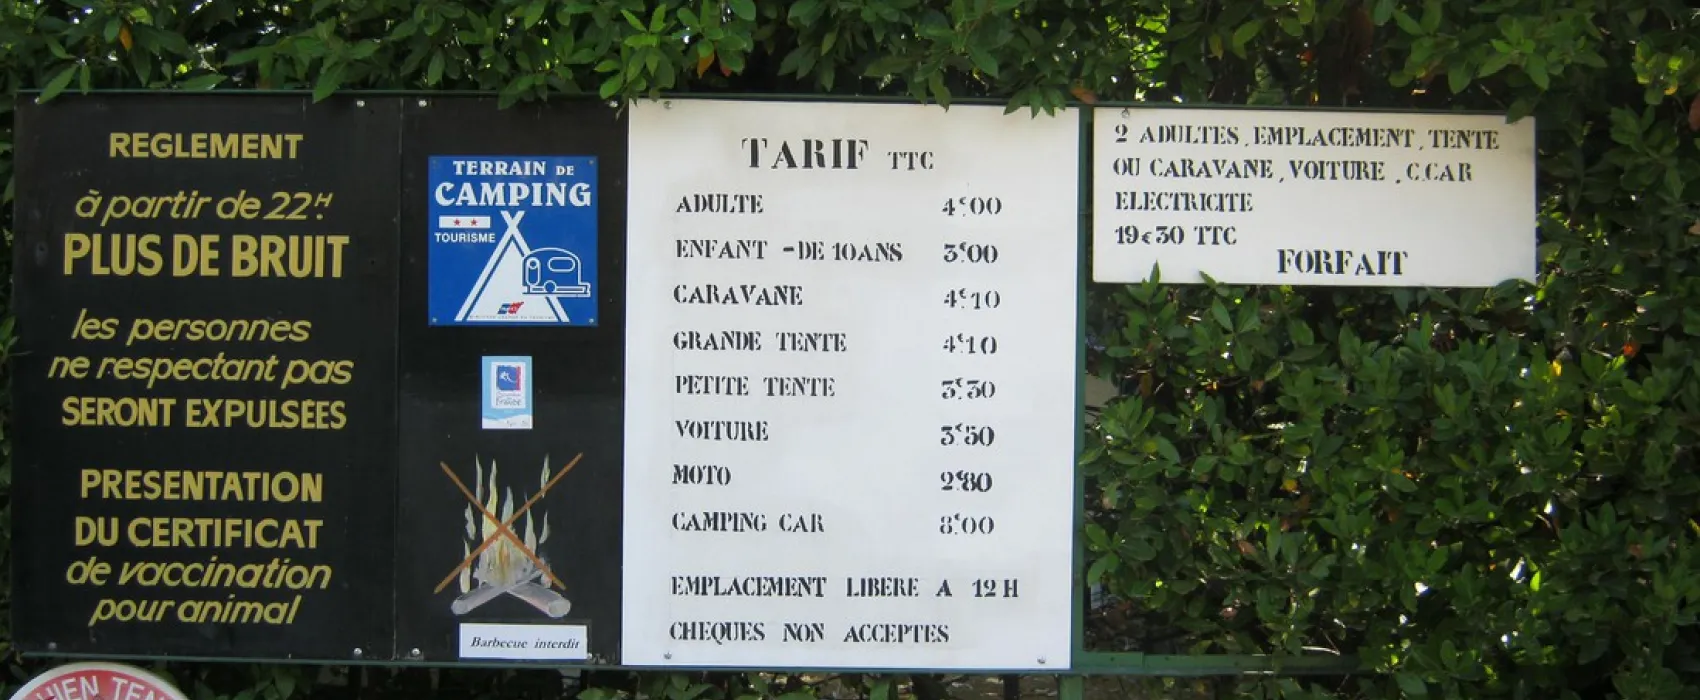 REGLEMENT
à partir de 22H.
PLUS DE BRUIT
les personnes
ne respectant pas
SERONT EXPULSÉES
PRESENTATION
DU CERTIFICAT
de vaccination
pour animal
TERRAIN DE
CAMPING
TOURISME
France
Barbecue interdit
TARIF TTC
ADULTE 4€00
ENFANT -DE 10ANS 3€00
CARAVANE 4€10
GRANDE TENTE 4€10
PETITE TENTE 3€30
VOITURE 3€50
MOTO 2€80
CAMPING CAR 8€00
EMPLACEMENT LIBERE A 12 H
CHEQUES NON ACCEPTES
2 ADULTES, EMPLACEMENT, TENTE
OU CARAVANE, VOITURE, C.CAR
ELECTRICITE
19€30 TTC
FORFAIT